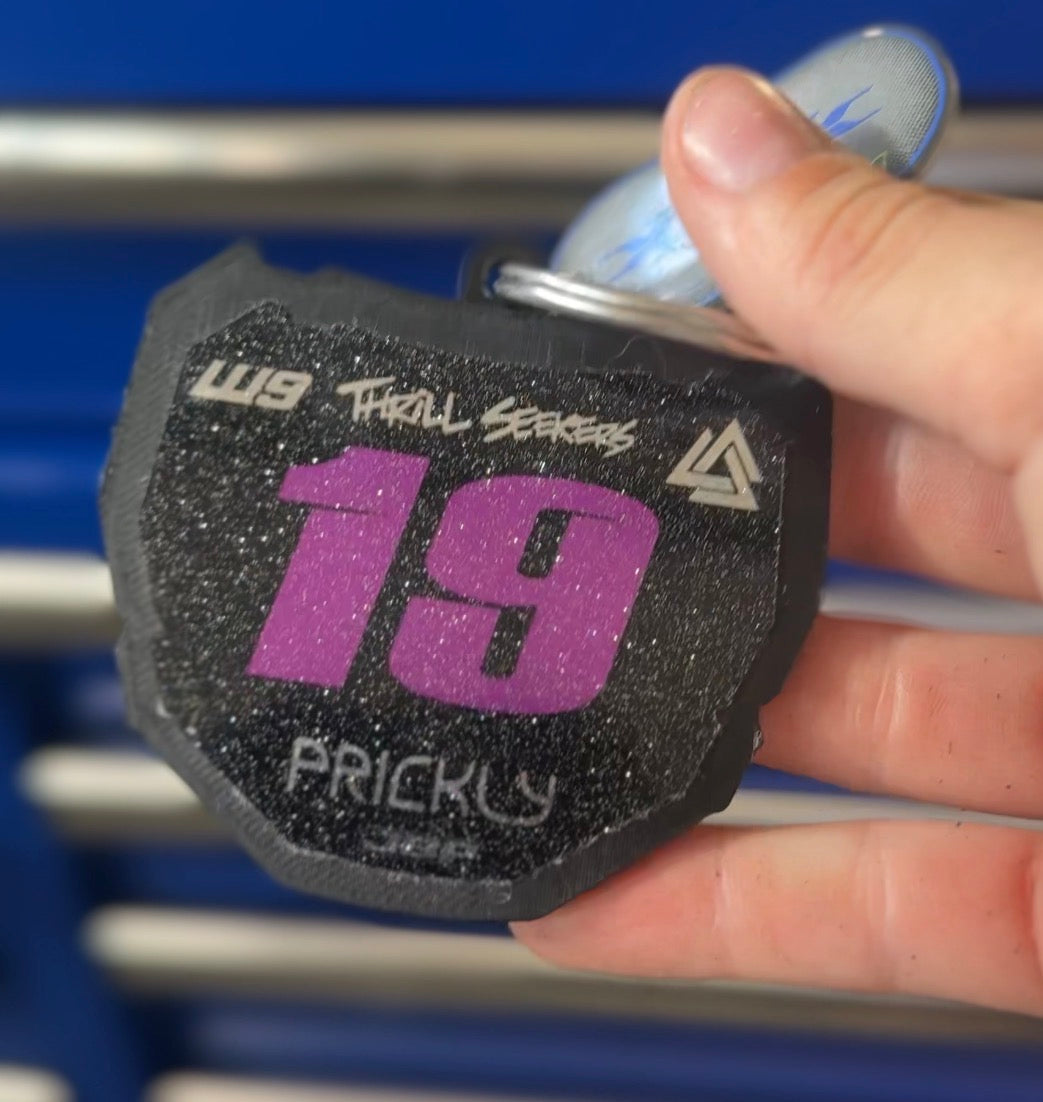 W9 THRILL SEEKERS
19
PRICKLY